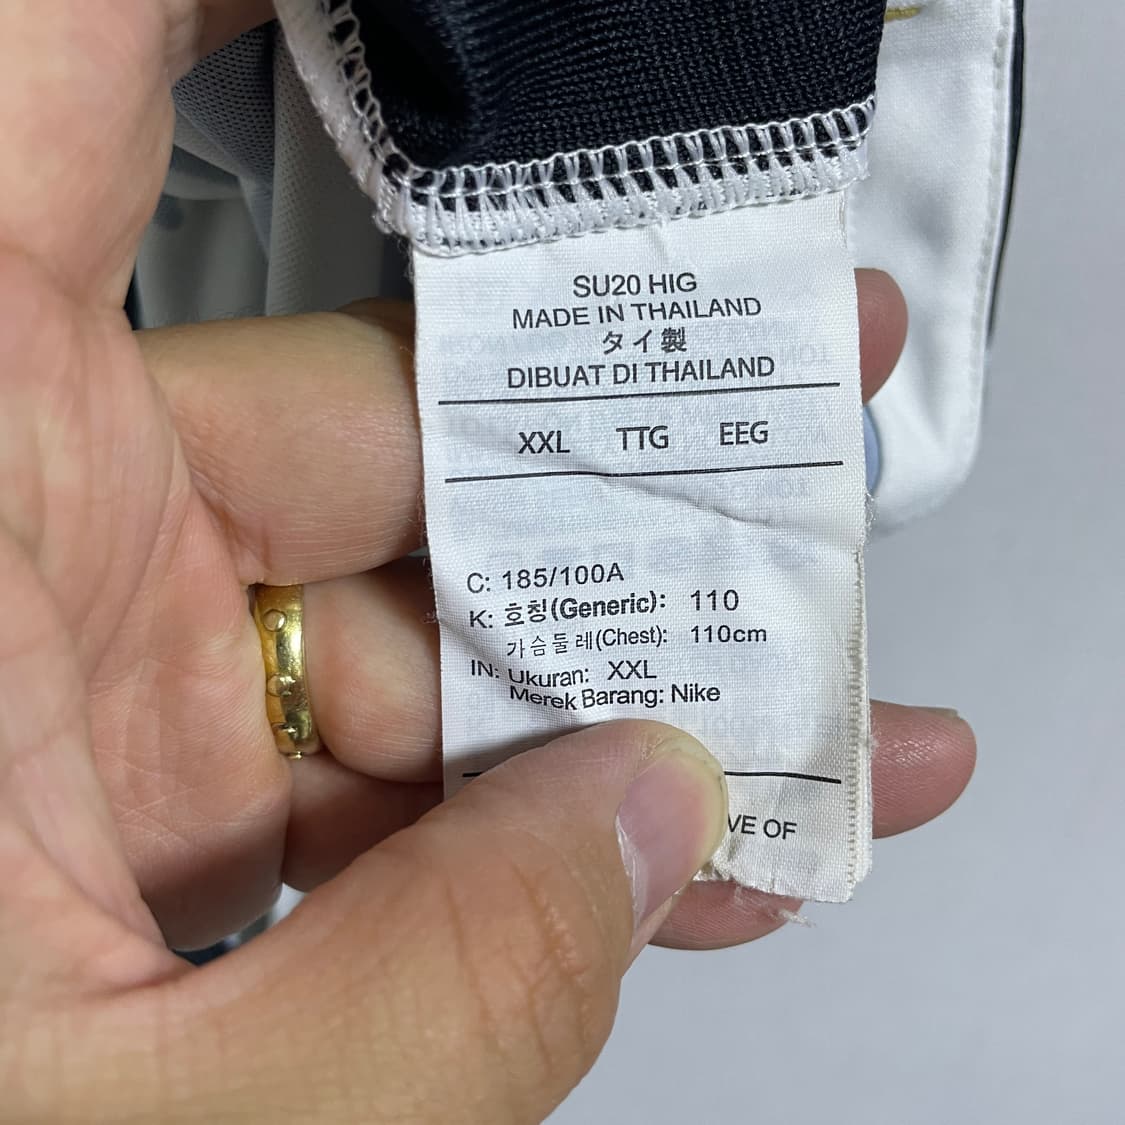 SU20 HIG
MADE IN THAILAND
タイ製
DIBUAT DI THAILAND
XXL TTG EEG
C: 185/100A
K: 호칭(Generic): 110
가슴둘레(Chest): 110cm
IN: Ukuran: XXL
Merek Barang: Nike
VE OF